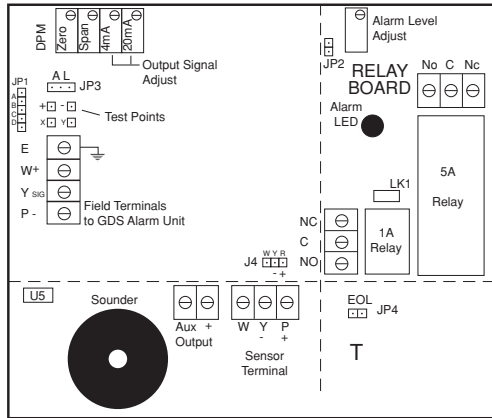 DPM
Zero
Span
4mA
20mA
Output Signal
Adjust
Alarm Level
Adjust
JP2
RELAY
BOARD
No C Nc
JP1
A
B
C
D
A L
JP3
+ -
X Y
Test Points
Alarm
LED
E
W+
Y SIG
P -
Field Terminals
to GDS Alarm Unit
5A
Relay
LK1
NC
C
NO
1A
Relay
J4
W Y R
- +
U5
Sounder
Aux +
Output
W Y P
- +
Sensor
Terminal
EOL
JP4
T